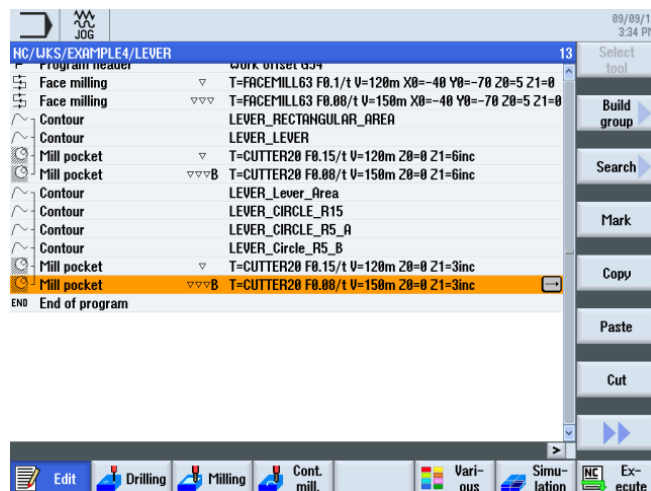 JOG
09/09/1
3:34 PM
NC/WKS/EXAMPLE4/LEVER 13
Program header Work offset G54
Face milling ▽ T=FACEMILL63 F0.1/t V=120m X0=-40 Y0=-70 Z0=5 Z1=0
Face milling ▽▽▽ T=FACEMILL63 F0.08/t V=150m X0=-40 Y0=-70 Z0=5 Z1=0
Contour LEVER_RECTANGULAR_AREA
Contour LEVER_LEVER
Mill pocket ▽ T=CUTTER20 F0.15/t V=120m Z0=0 Z1=6inc
Mill pocket ▽▽▽B T=CUTTER20 F0.08/t V=150m Z0=0 Z1=6inc
Contour LEVER_Lever_Area
Contour LEVER_CIRCLE_R15
Contour LEVER_CIRCLE_R5_A
Contour LEVER_Circle_R5_B
Mill pocket ▽ T=CUTTER20 F0.15/t V=120m Z0=0 Z1=3inc
Mill pocket ▽▽▽B T=CUTTER20 F0.08/t V=150m Z0=0 Z1=3inc
END End of program
Select
tool
Build
group
Search
Mark
Copy
Paste
Cut
Edit
Drilling
Milling
Cont.
mill.
Vari-
ous
Simu-
lation
NC
Ex-
ecute